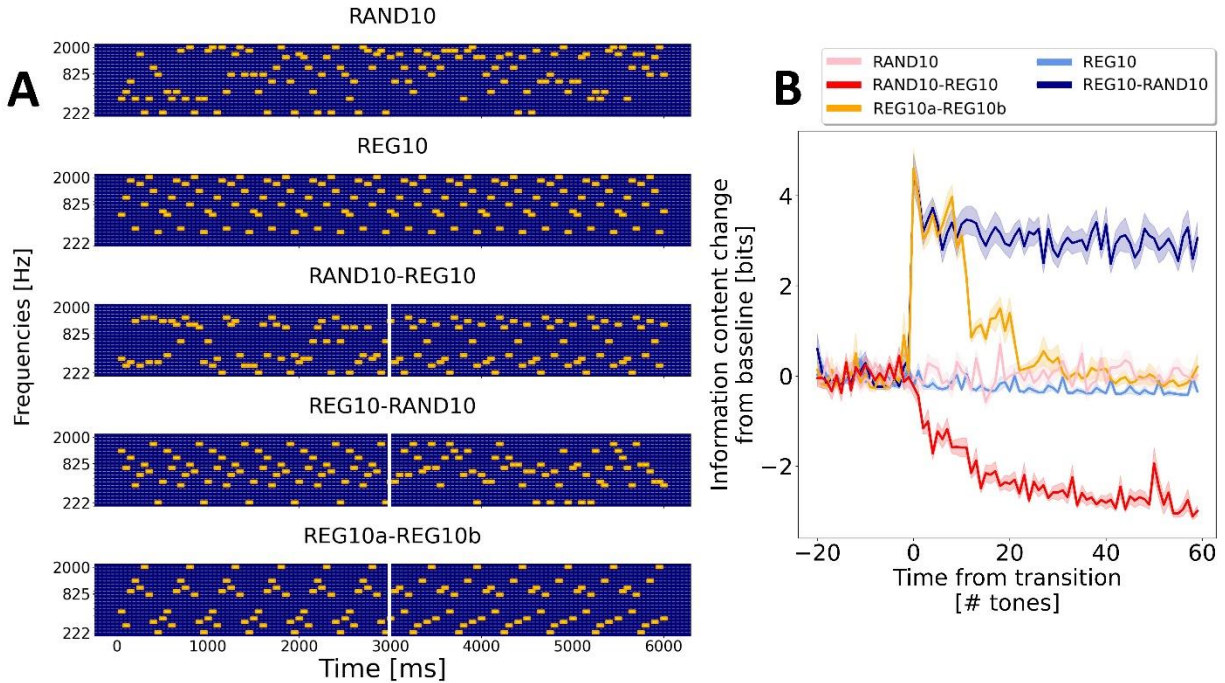 A
RAND10
2000
825
222
REG10
2000
825
222
RAND10-REG10
2000
825
222
REG10-RAND10
2000
825
222
REG10a-REG10b
2000
825
222
0 1000 2000 3000 4000 5000 6000
Time [ms]
Frequencies [Hz]
B
RAND10 REG10
RAND10-REG10 REG10-RAND10
REG10a-REG10b
Information content change
from baseline [bits]
4
2
0
−2
−20 0 20 40 60
Time from transition
[# tones]